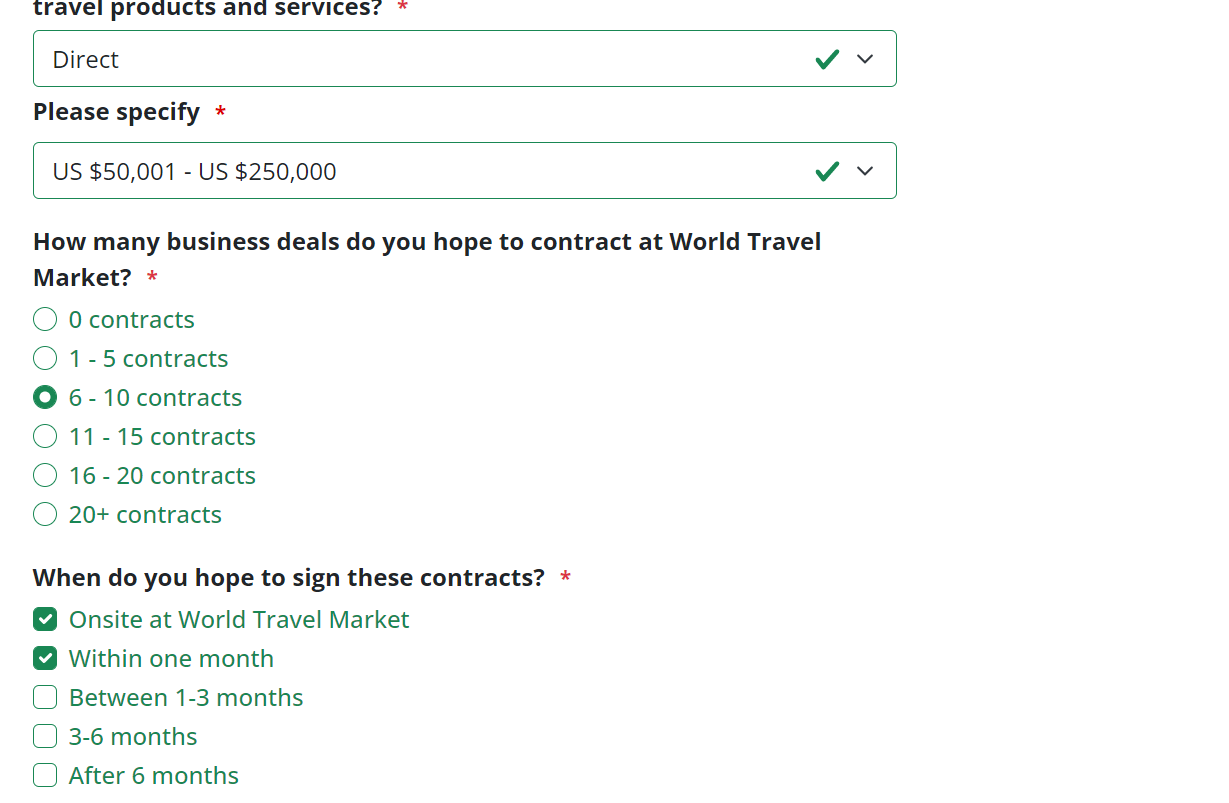 travel products and services? *
Direct
Please specify *
US $50,001 - US $250,000
How many business deals do you hope to contract at World Travel
Market? *
0 contracts
1 - 5 contracts
6 - 10 contracts
11 - 15 contracts
16 - 20 contracts
20+ contracts
When do you hope to sign these contracts? *
Onsite at World Travel Market
Within one month
Between 1-3 months
3-6 months
After 6 months